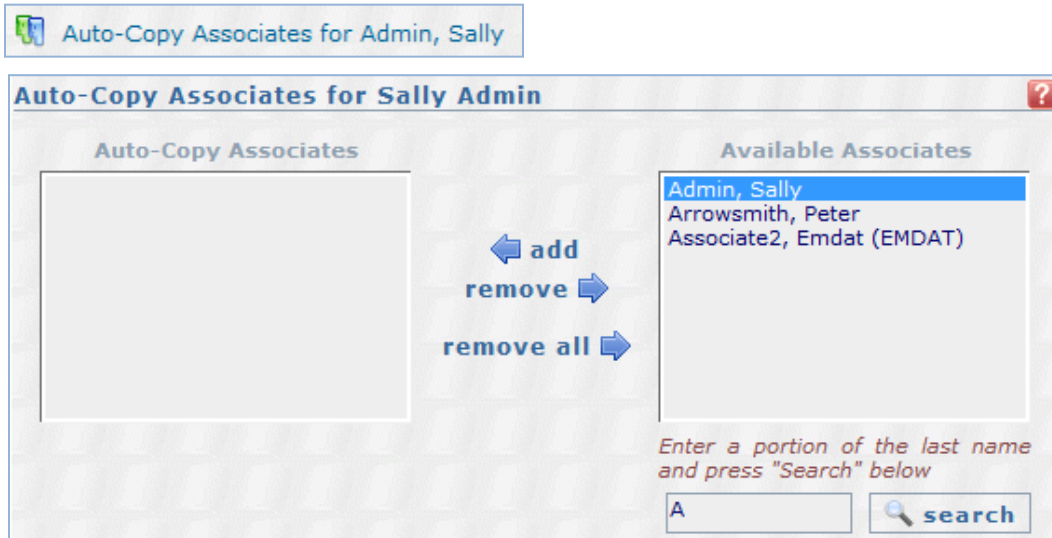 Auto-Copy Associates for Admin, Sally
Auto-Copy Associates for Sally Admin
?
Auto-Copy Associates
Available Associates
Admin, Sally
Arrowsmith, Peter
Associate2, Emdat (EMDAT)
add
remove
remove all
Enter a portion of the last name
and press "Search" below
A
search